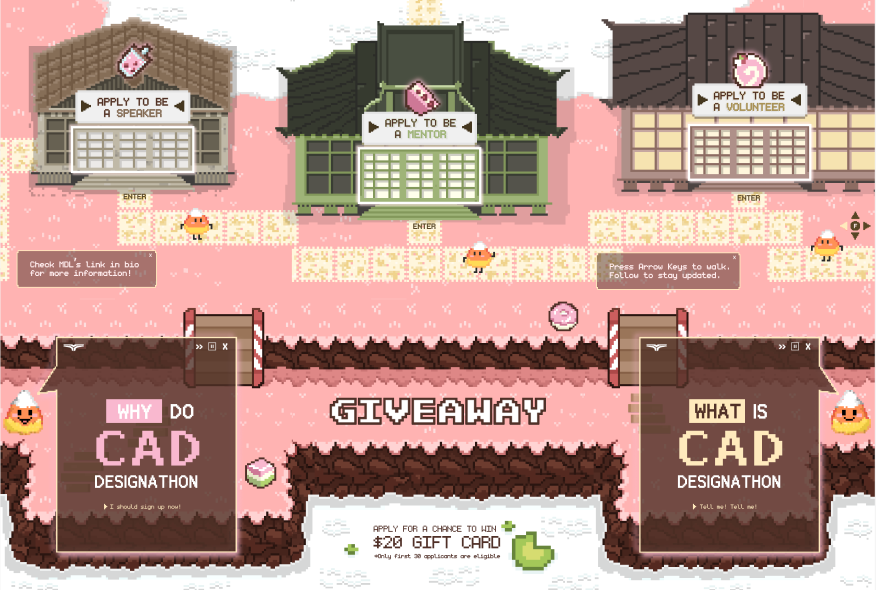 APPLY TO BE
A SPEAKER
ENTER
APPLY TO BE
A MENTOR
ENTER
APPLY TO BE
A VOLUNTEER
ENTER
Check MDL's link in bio
for more information!
x
Press Arrow Keys to walk.
Follow to stay updated.
x
WHY DO
CAD
DESIGNATHON
I should sign up now!
GIVEAWAY
APPLY FOR A CHANCE TO WIN
$20 GIFT CARD
*Only first 30 applicants are eligible
WHAT IS
CAD
DESIGNATHON
Tell me! Tell me!